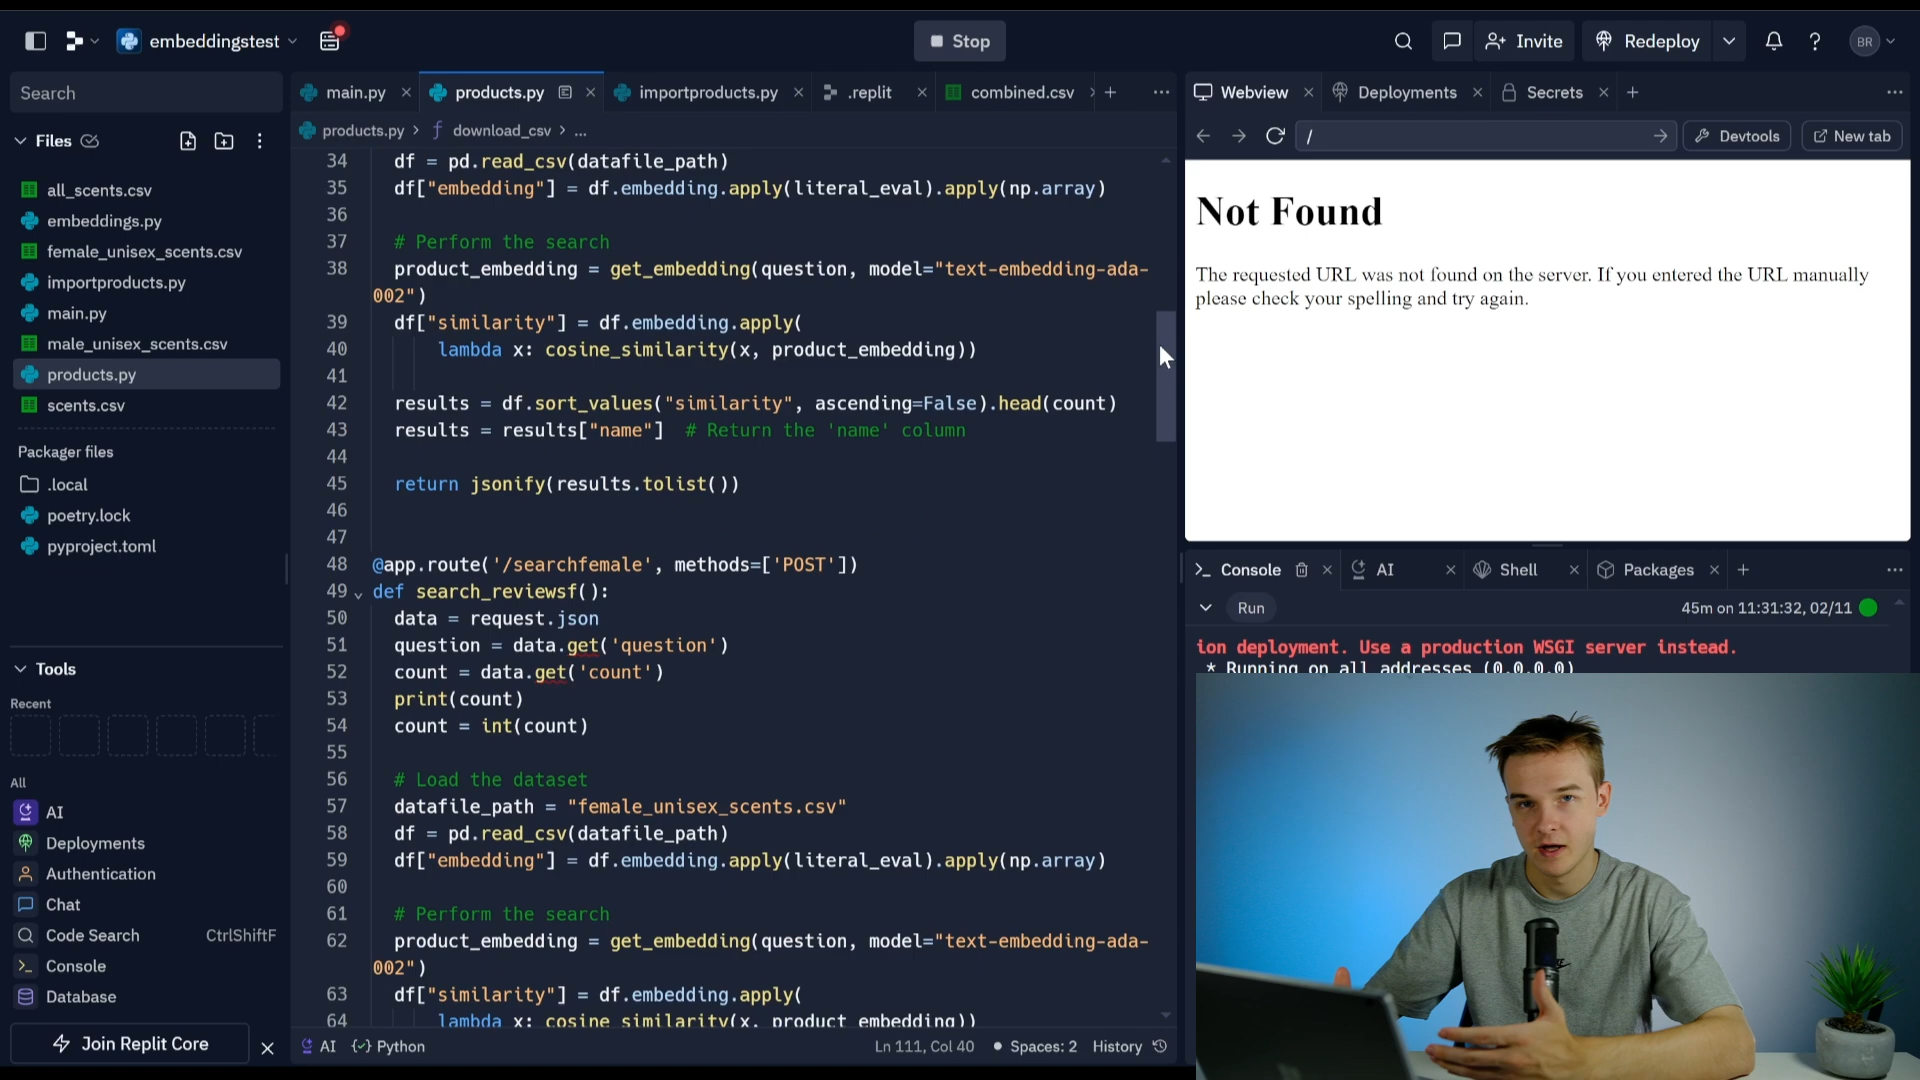 embeddingstest
Stop
Invite
Redeploy
BR
Search
Files
all_scents.csv
embeddings.py
female_unisex_scents.csv
importproducts.py
main.py
male_unisex_scents.csv
products.py
scents.csv
Packager files
.local
poetry.lock
pyproject.toml
Tools
Recent
All
AI
Deployments
Authentication
Chat
Code Search CtrlShiftF
Console
Database
Join Replit Core
main.py
products.py
importproducts.py
.replit
combined.csv
products.py > f download_csv > ...
34 df = pd.read_csv(datafile_path)
35 df["embedding"] = df.embedding.apply(literal_eval).apply(np.array)
36
37 # Perform the search
38 product_embedding = get_embedding(question, model="text-embedding-ada-
002")
39 df["similarity"] = df.embedding.apply(
40 lambda x: cosine_similarity(x, product_embedding))
41
42 results = df.sort_values("similarity", ascending=False).head(count)
43 results = results["name"] # Return the 'name' column
44
45 return jsonify(results.tolist())
46
47
48 @app.route('/searchfemale', methods=['POST'])
49 def search_reviewsf():
50 data = request.json
51 question = data.get('question')
52 count = data.get('count')
53 print(count)
54 count = int(count)
55
56 # Load the dataset
57 datafile_path = "female_unisex_scents.csv"
58 df = pd.read_csv(datafile_path)
59 df["embedding"] = df.embedding.apply(literal_eval).apply(np.array)
60
61 # Perform the search
62 product_embedding = get_embedding(question, model="text-embedding-ada-
002")
63 df["similarity"] = df.embedding.apply(
64 lambda x: cosine_similarity(x, product_embedding))
AI
Python
Ln 111, Col 40
Spaces: 2
History
Webview
Deployments
Secrets
/
Devtools
New tab
Not Found
The requested URL was not found on the server. If you entered the URL manually
please check your spelling and try again.
Console
AI
Shell
Packages
Run
45m on 11:31:32, 02/11
ion deployment. Use a production WSGI server instead.
* Running on all addresses (0.0.0.0)